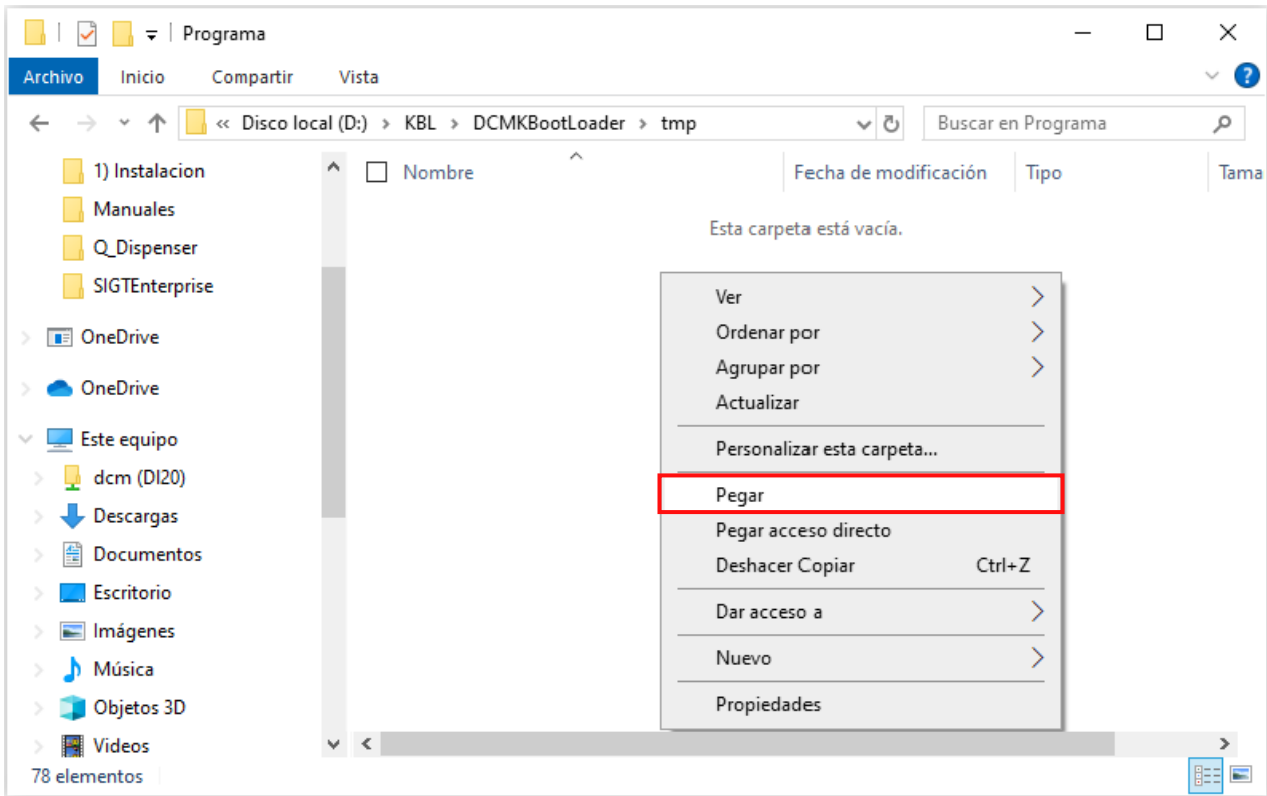 Programa
Archivo Inicio Compartir Vista
?
« Disco local (D:) > KBL > DCMKBootLoader > tmp
Buscar en Programa
1) Instalacion
Manuales
Q_Dispenser
SIGTEnterprise
OneDrive
OneDrive
Este equipo
dcm (DI20)
Descargas
Documentos
Escritorio
Imágenes
Música
Objetos 3D
Videos
Nombre Fecha de modificación Tipo Tama
Esta carpeta está vacía.
Ver
Ordenar por
Agrupar por
Actualizar
Personalizar esta carpeta...
Pegar
Pegar acceso directo
Deshacer Copiar Ctrl+Z
Dar acceso a
Nuevo
Propiedades
78 elementos